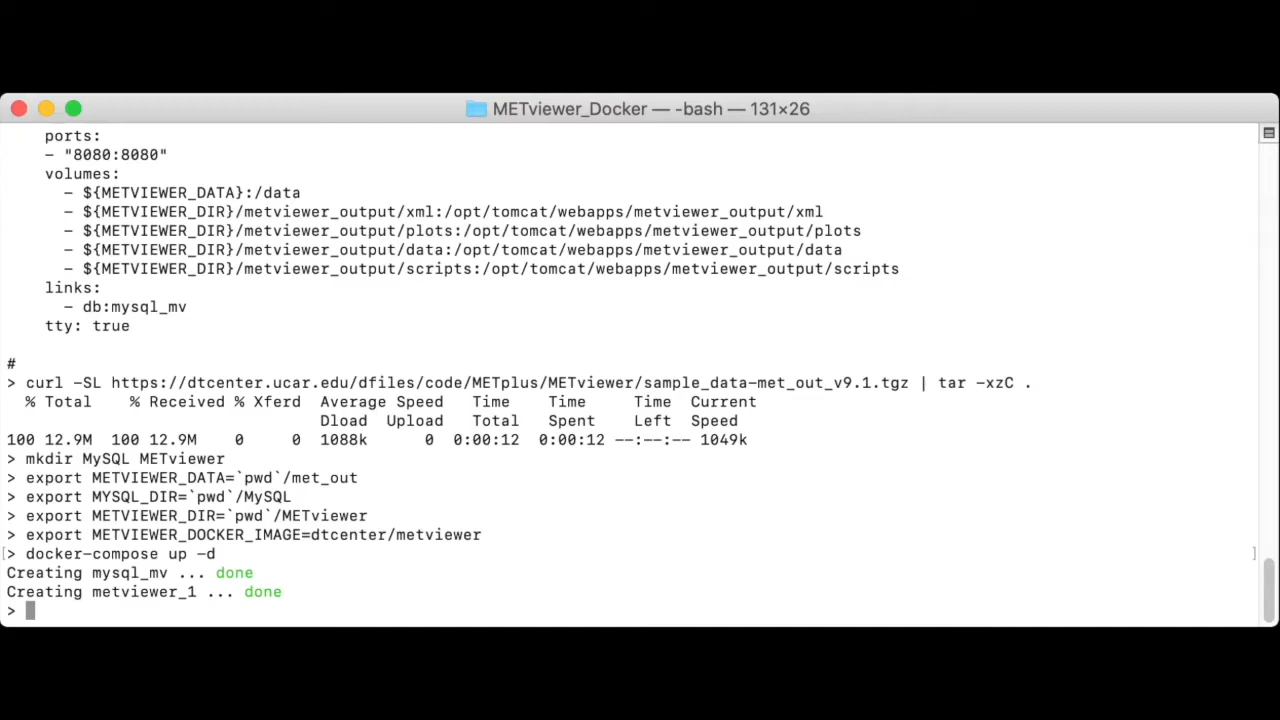 METviewer_Docker — -bash — 131×26
ports:
- "8080:8080"
volumes:
- ${METVIEWER_DATA}:/data
- ${METVIEWER_DIR}/metviewer_output/xml:/opt/tomcat/webapps/metviewer_output/xml
- ${METVIEWER_DIR}/metviewer_output/plots:/opt/tomcat/webapps/metviewer_output/plots
- ${METVIEWER_DIR}/metviewer_output/data:/opt/tomcat/webapps/metviewer_output/data
- ${METVIEWER_DIR}/metviewer_output/scripts:/opt/tomcat/webapps/metviewer_output/scripts
links:
- db:mysql_mv
tty: true
#
> curl -SL https://dtcenter.ucar.edu/dfiles/code/METplus/METviewer/sample_data-met_out_v9.1.tgz | tar -xzC .
% Total % Received % Xferd Average Speed Time Time Time Current
Dload Upload Total Spent Left Speed
100 12.9M 100 12.9M 0 0 1088k 0 0:00:12 0:00:12 --:--:-- 1049k
> mkdir MySQL METviewer
> export METVIEWER_DATA=`pwd`/met_out
> export MYSQL_DIR=`pwd`/MySQL
> export METVIEWER_DIR=`pwd`/METviewer
> export METVIEWER_DOCKER_IMAGE=dtcenter/metviewer
[> docker-compose up -d ]
Creating mysql_mv ... done
Creating metviewer_1 ... done
>